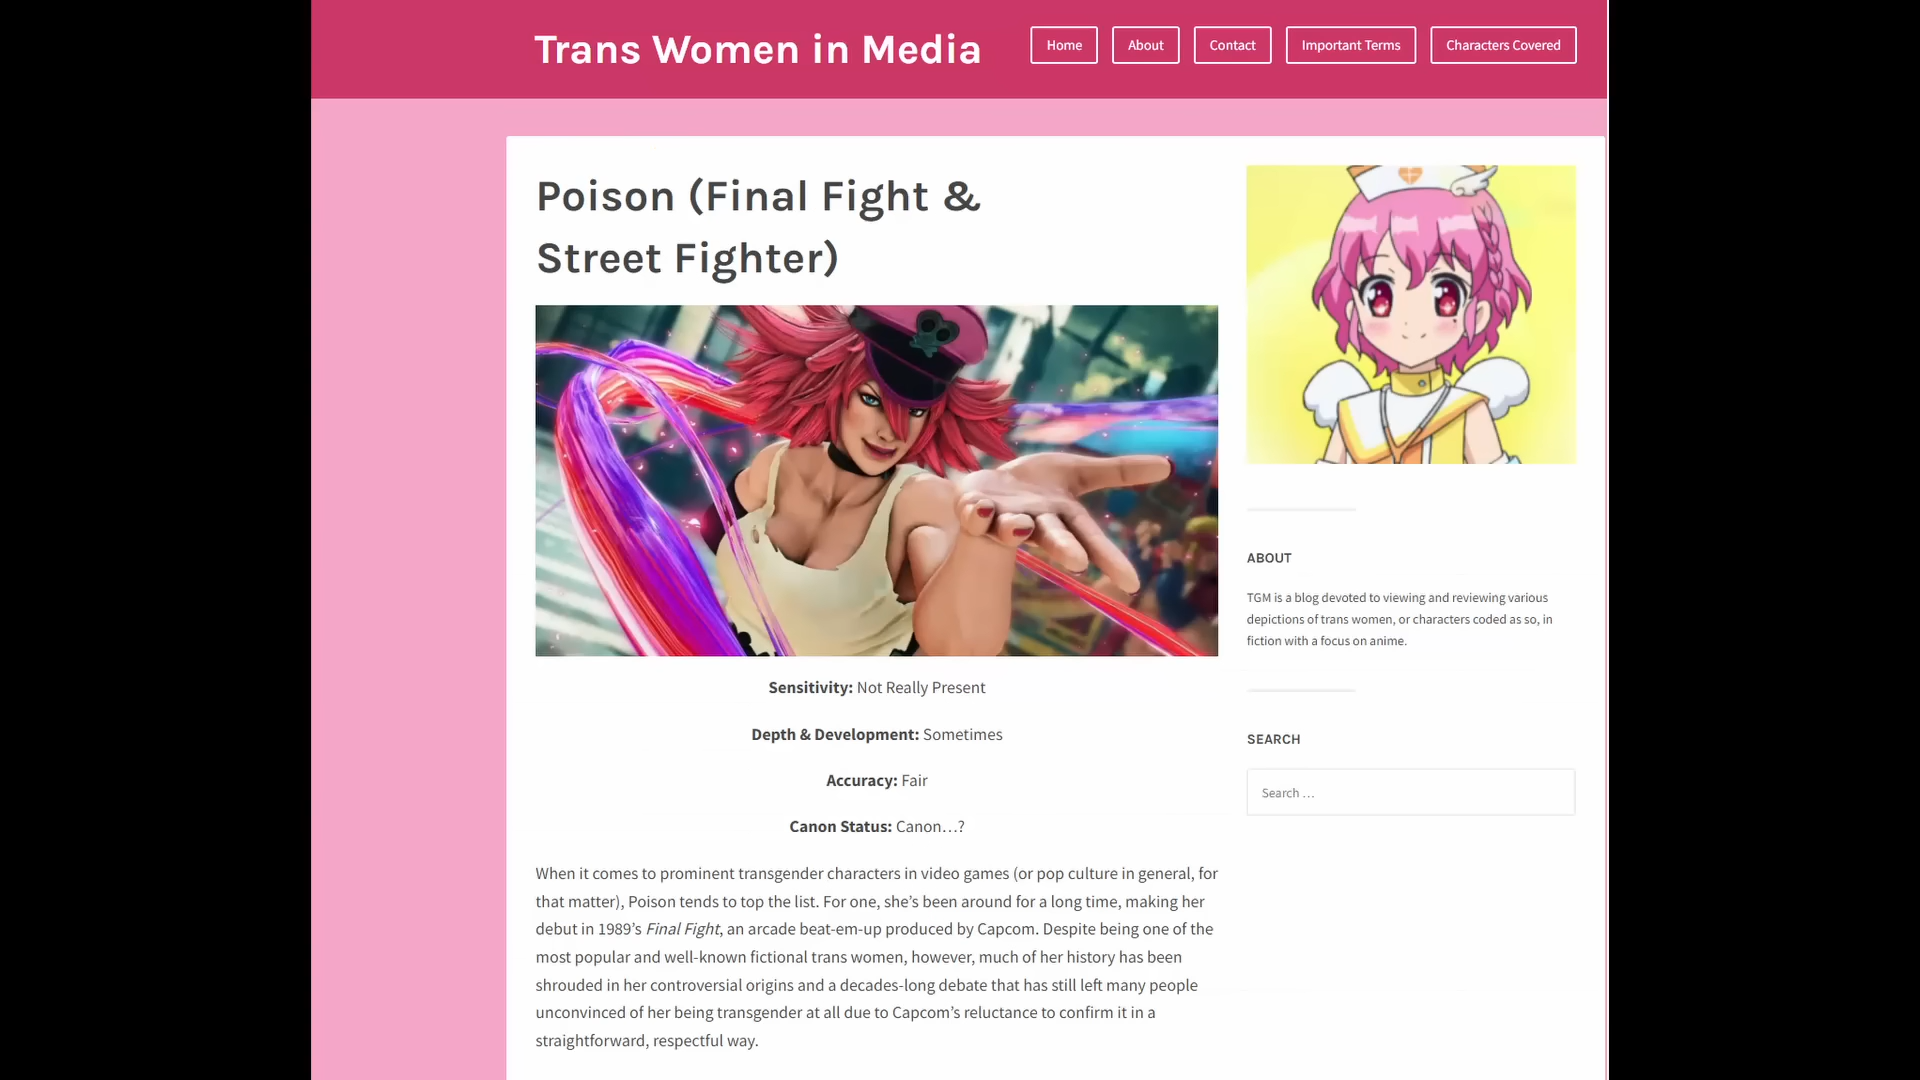 Trans Women in Media
Home
About
Contact
Important Terms
Characters Covered
Poison (Final Fight &
Street Fighter)
Sensitivity: Not Really Present
Depth & Development: Sometimes
Accuracy: Fair
Canon Status: Canon…?
When it comes to prominent transgender characters in video games (or pop culture in general, for
that matter), Poison tends to top the list. For one, she’s been around for a long time, making her
debut in 1989’s Final Fight, an arcade beat-em-up produced by Capcom. Despite being one of the
most popular and well-known fictional trans women, however, much of her history has been
shrouded in her controversial origins and a decades-long debate that has still left many people
unconvinced of her being transgender at all due to Capcom’s reluctance to confirm it in a
straightforward, respectful way.
ABOUT
TGM is a blog devoted to viewing and reviewing various
depictions of trans women, or characters coded as so, in
fiction with a focus on anime.
SEARCH
Search …